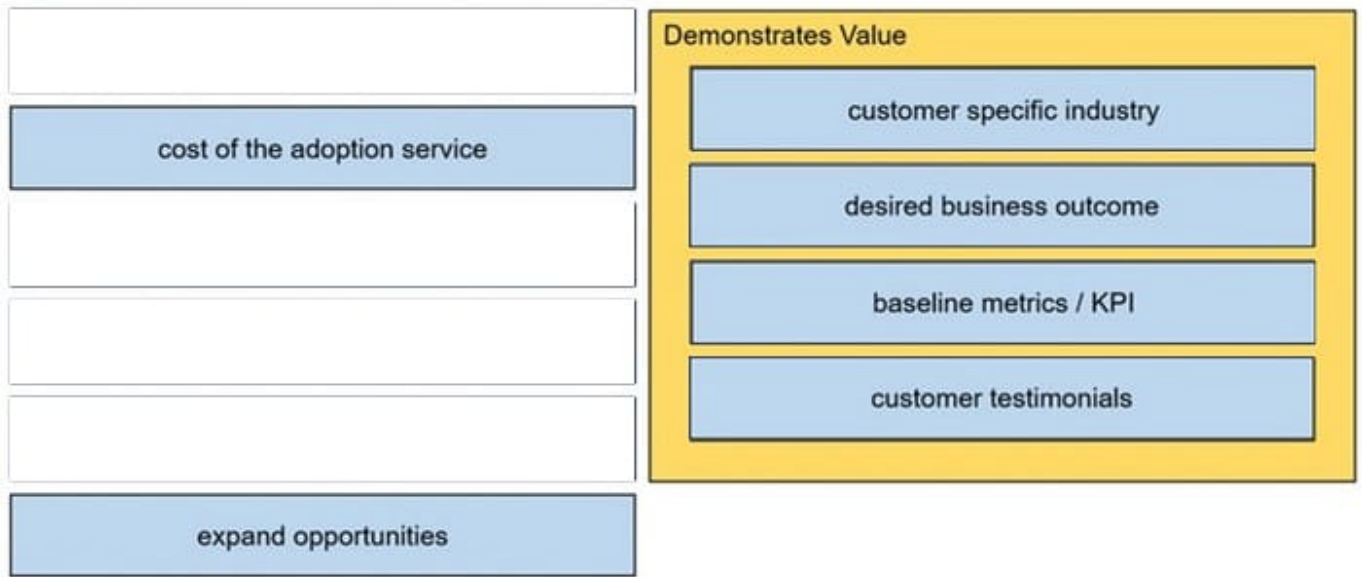 cost of the adoption service
expand opportunities
Demonstrates Value
customer specific industry
desired business outcome
baseline metrics / KPI
customer testimonials